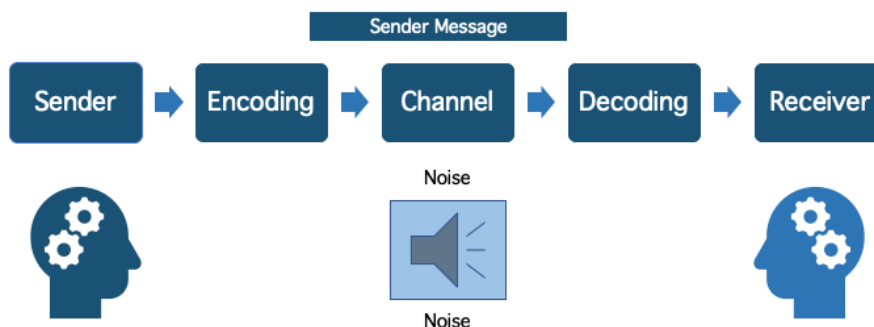 Sender Message
Sender Encoding Channel Decoding Receiver
Noise
Noise